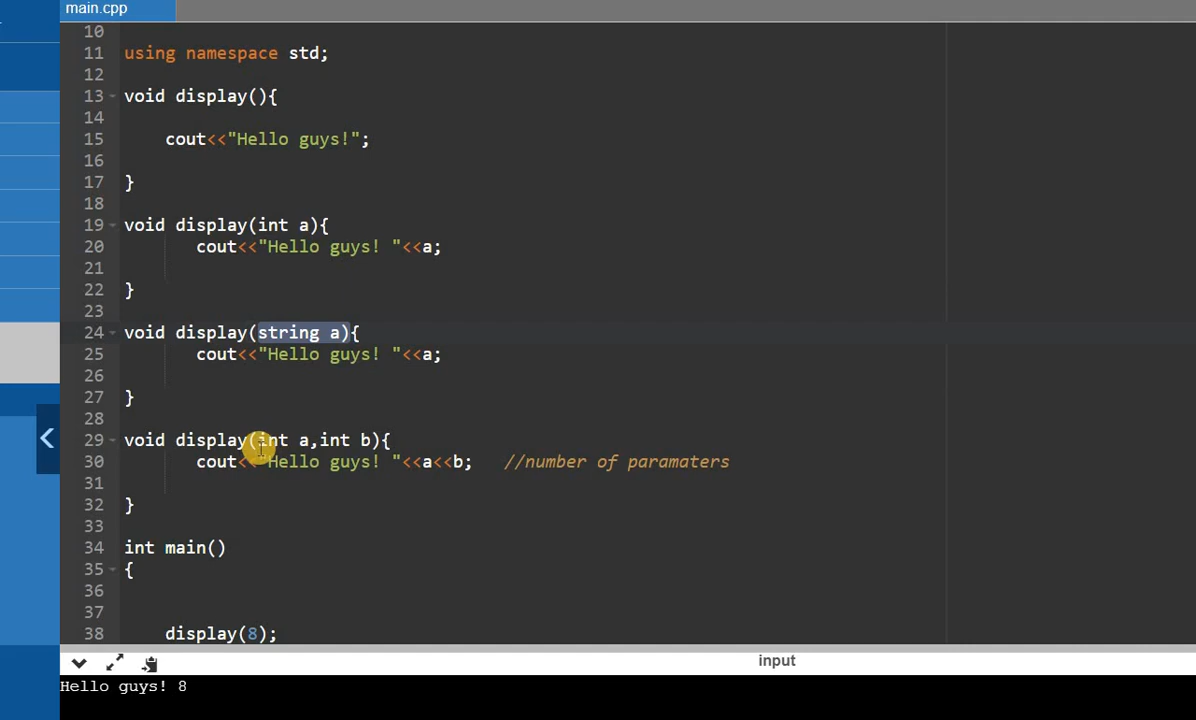 main.cpp
10
11 using namespace std;
12
13 void display(){
14
15 cout<<"Hello guys!";
16
17 }
18
19 void display(int a){
20 cout<<"Hello guys! "<<a;
21
22 }
23
24 void display(string a){
25 cout<<"Hello guys! "<<a;
26
27 }
28
29 void display(int a,int b){
30 cout<<"Hello guys! "<<a<<b; //number of paramaters
31
32 }
33
34 int main()
35 {
36
37
38 display(8);
input
Hello guys! 8